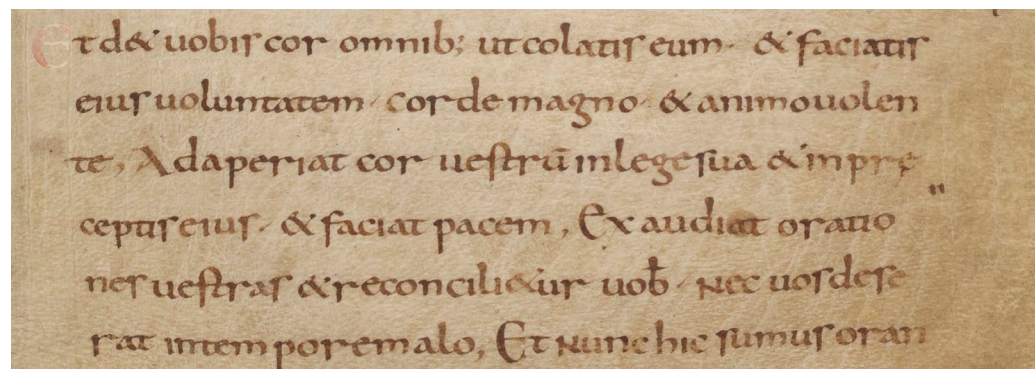 Et d& uobis cor omnib; ut colatis eum· & faciatis
eius uoluntatem· corde magno· & animo uolen
te, Adaperiat cor uestrū in lege sua & in prę
ceptis eius· & faciat pacem, Exaudiat oratio
nes uestras & reconcili&ur uob̄· nec uos dese
rat in tempore malo, Et nunc hic sumus oran